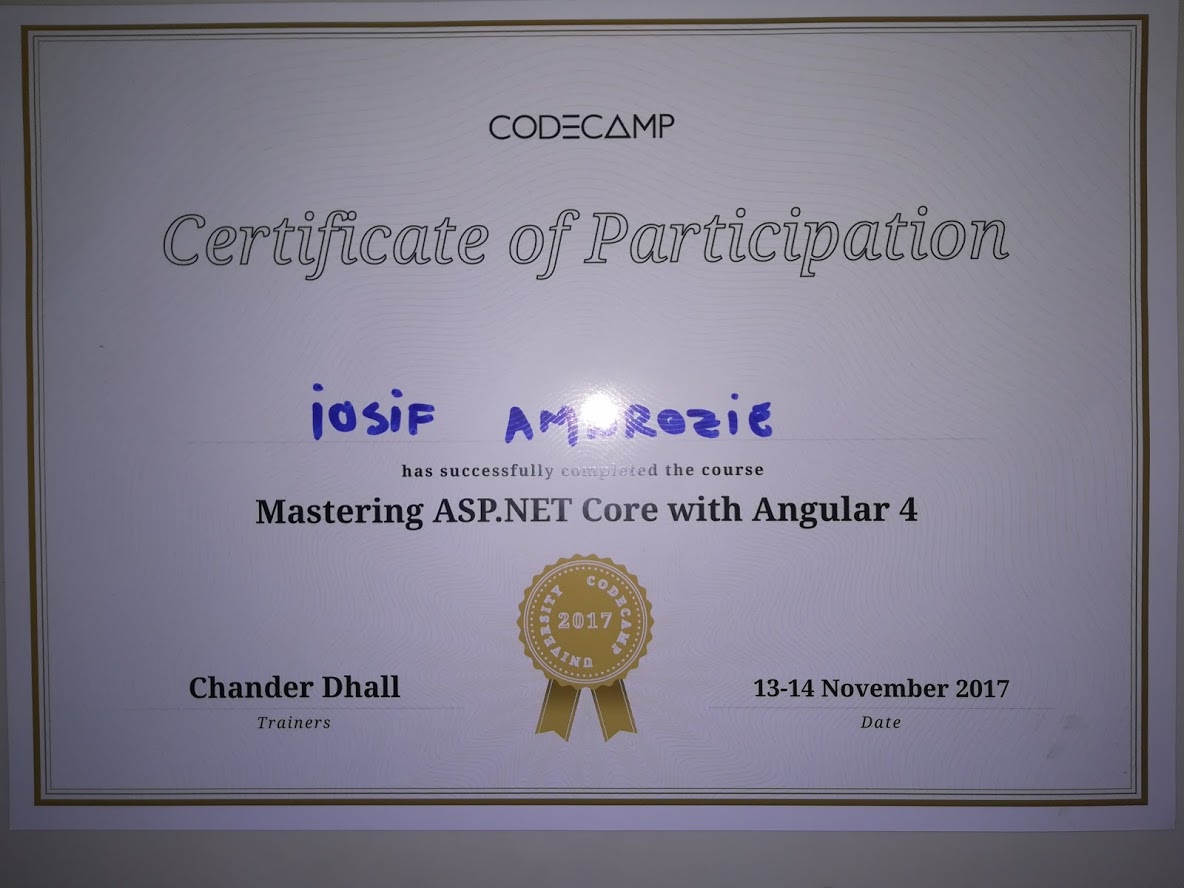 CODECAMP
Certificate of Participation
iosif AMBROZIE
has successfully completed the course
Mastering ASP.NET Core with Angular 4
CODECAMP UNIVERSITY
2017
Chander Dhall
Trainers
13-14 November 2017
Date